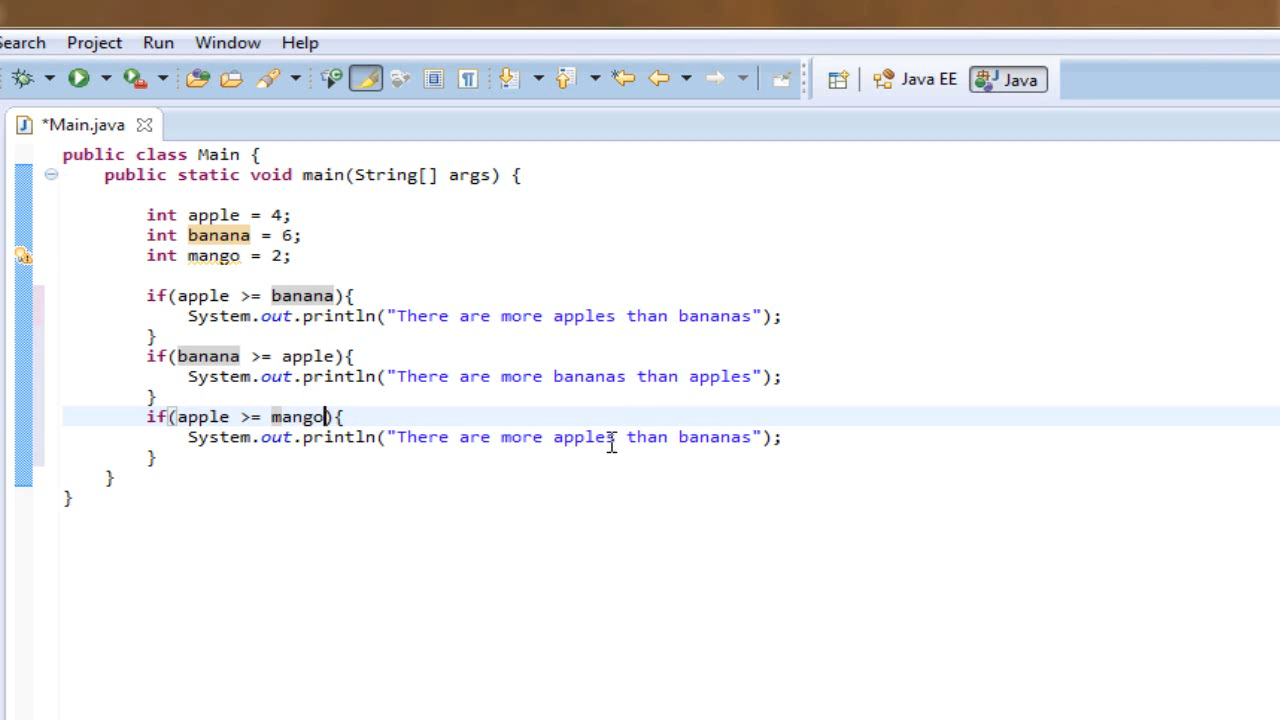 Search Project Run Window Help
Java EE Java
*Main.java
public class Main {
public static void main(String[] args) {
int apple = 4;
int banana = 6;
int mango = 2;
if(apple >= banana){
System.out.println("There are more apples than bananas");
}
if(banana >= apple){
System.out.println("There are more bananas than apples");
}
if(apple >= mango){
System.out.println("There are more apples than bananas");
}
}
}